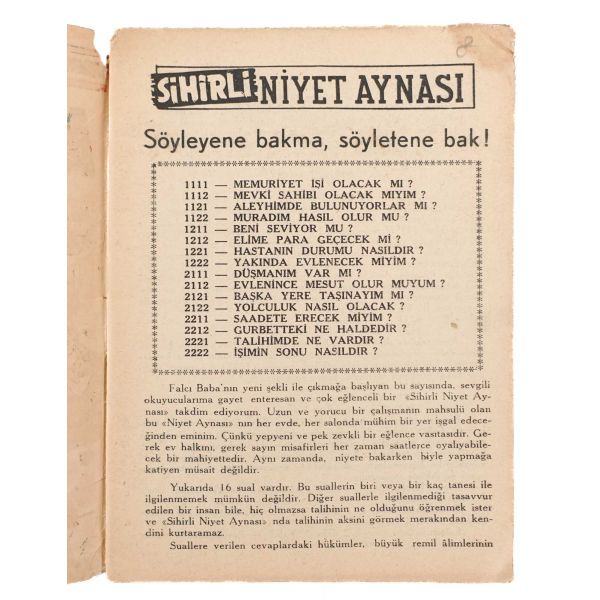 8
SiHiRLi NİYET AYNASI
Söyleyene bakma, söyletene bak!
1111 — MEMURİYET İŞİ OLACAK MI ?
1112 — MEVKİ SAHİBİ OLACAK MIYIM ?
1121 — ALEYHİMDE BULUNUYORLAR MI ?
1122 — MURADIM HASIL OLUR MU ?
1211 — BENİ SEVİYOR MU ?
1212 — ELİME PARA GEÇECEK Mİ ?
1221 — HASTANIN DURUMU NASILDIR ?
1222 — YAKINDA EVLENECEK MİYİM ?
2111 — DÜŞMANIM VAR MI ?
2112 — EVLENİNCE MESUT OLUR MUYUM ?
2121 — BAŞKA YERE TAŞINAYIM MI ?
2122 — YOLCULUK NASIL OLACAK ?
2211 — SAADETE ERECEK MİYİM ?
2212 — GURBETTEKİ NE HALDEDİR ?
2221 — TALİHİMDE NE VARDIR ?
2222 — İŞİMİN SONU NASILDIR ?
Falcı Baba'nın yeni şekli ile çıkmağa başlıyan bu sayısında, sevgili
okuyucularıma gayet enteresan ve çok eğlenceli bir «Sihirli Niyet Ay-
nası» takdim ediyorum. Uzun ve yorucu bir çalışmanın mahsulü olan
bu «Niyet Aynası» nın her evde, her salonda mühim bir yer işgal edece-
ğinden eminim. Çünkü yepyeni ve pek zevkli bir eğlence vasıtasıdır. Ge-
rek ev halkını, gerek sayın misafirleri her zaman saatlerce oyalıyabile-
cek bir mahiyettedir. Aynı zamanda, niyete bakarken hiyle yapmağa
katiyen müsait değildir.
Yukarıda 16 sual vardır. Bu suallerin biri veya bir kaç tanesi ile
ilgilenmemek mümkün değildir. Diğer suallerle ilgilenmediği tasavvur
edilen bir insan bile, hiç olmazsa talihinin ne olduğunu öğrenmek ister
ve «Sihirli Niyet Aynası» nda talihinin aksini görmek merakından ken-
dini kurtaramaz.
Suallere verilen cevaplardaki hükümler, büyük remil âlimlerinin